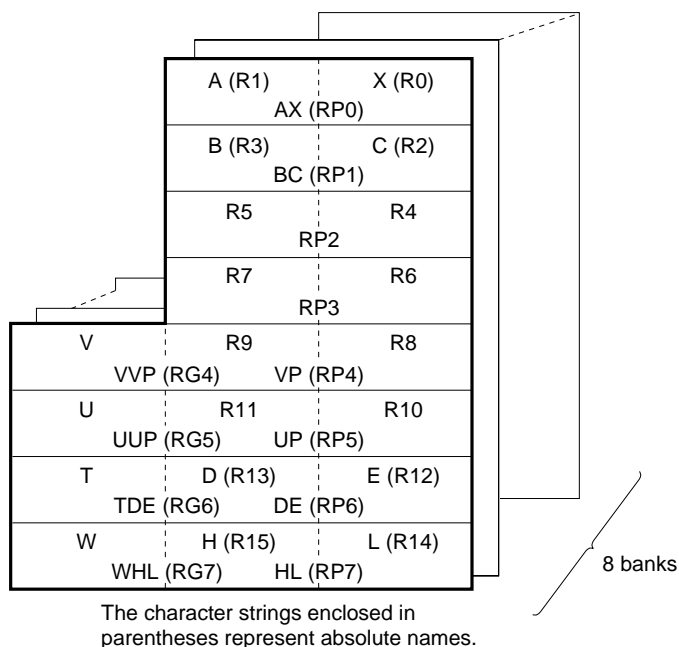 A (R1) X (R0)
AX (RP0)
B (R3) C (R2)
BC (RP1)
R5 R4
RP2
R7 R6
RP3
V R9 R8
VVP (RG4) VP (RP4)
U R11 R10
UUP (RG5) UP (RP5)
T D (R13) E (R12)
TDE (RG6) DE (RP6)
W H (R15) L (R14)
WHL (RG7) HL (RP7)
8 banks
The character strings enclosed in
parentheses represent absolute names.